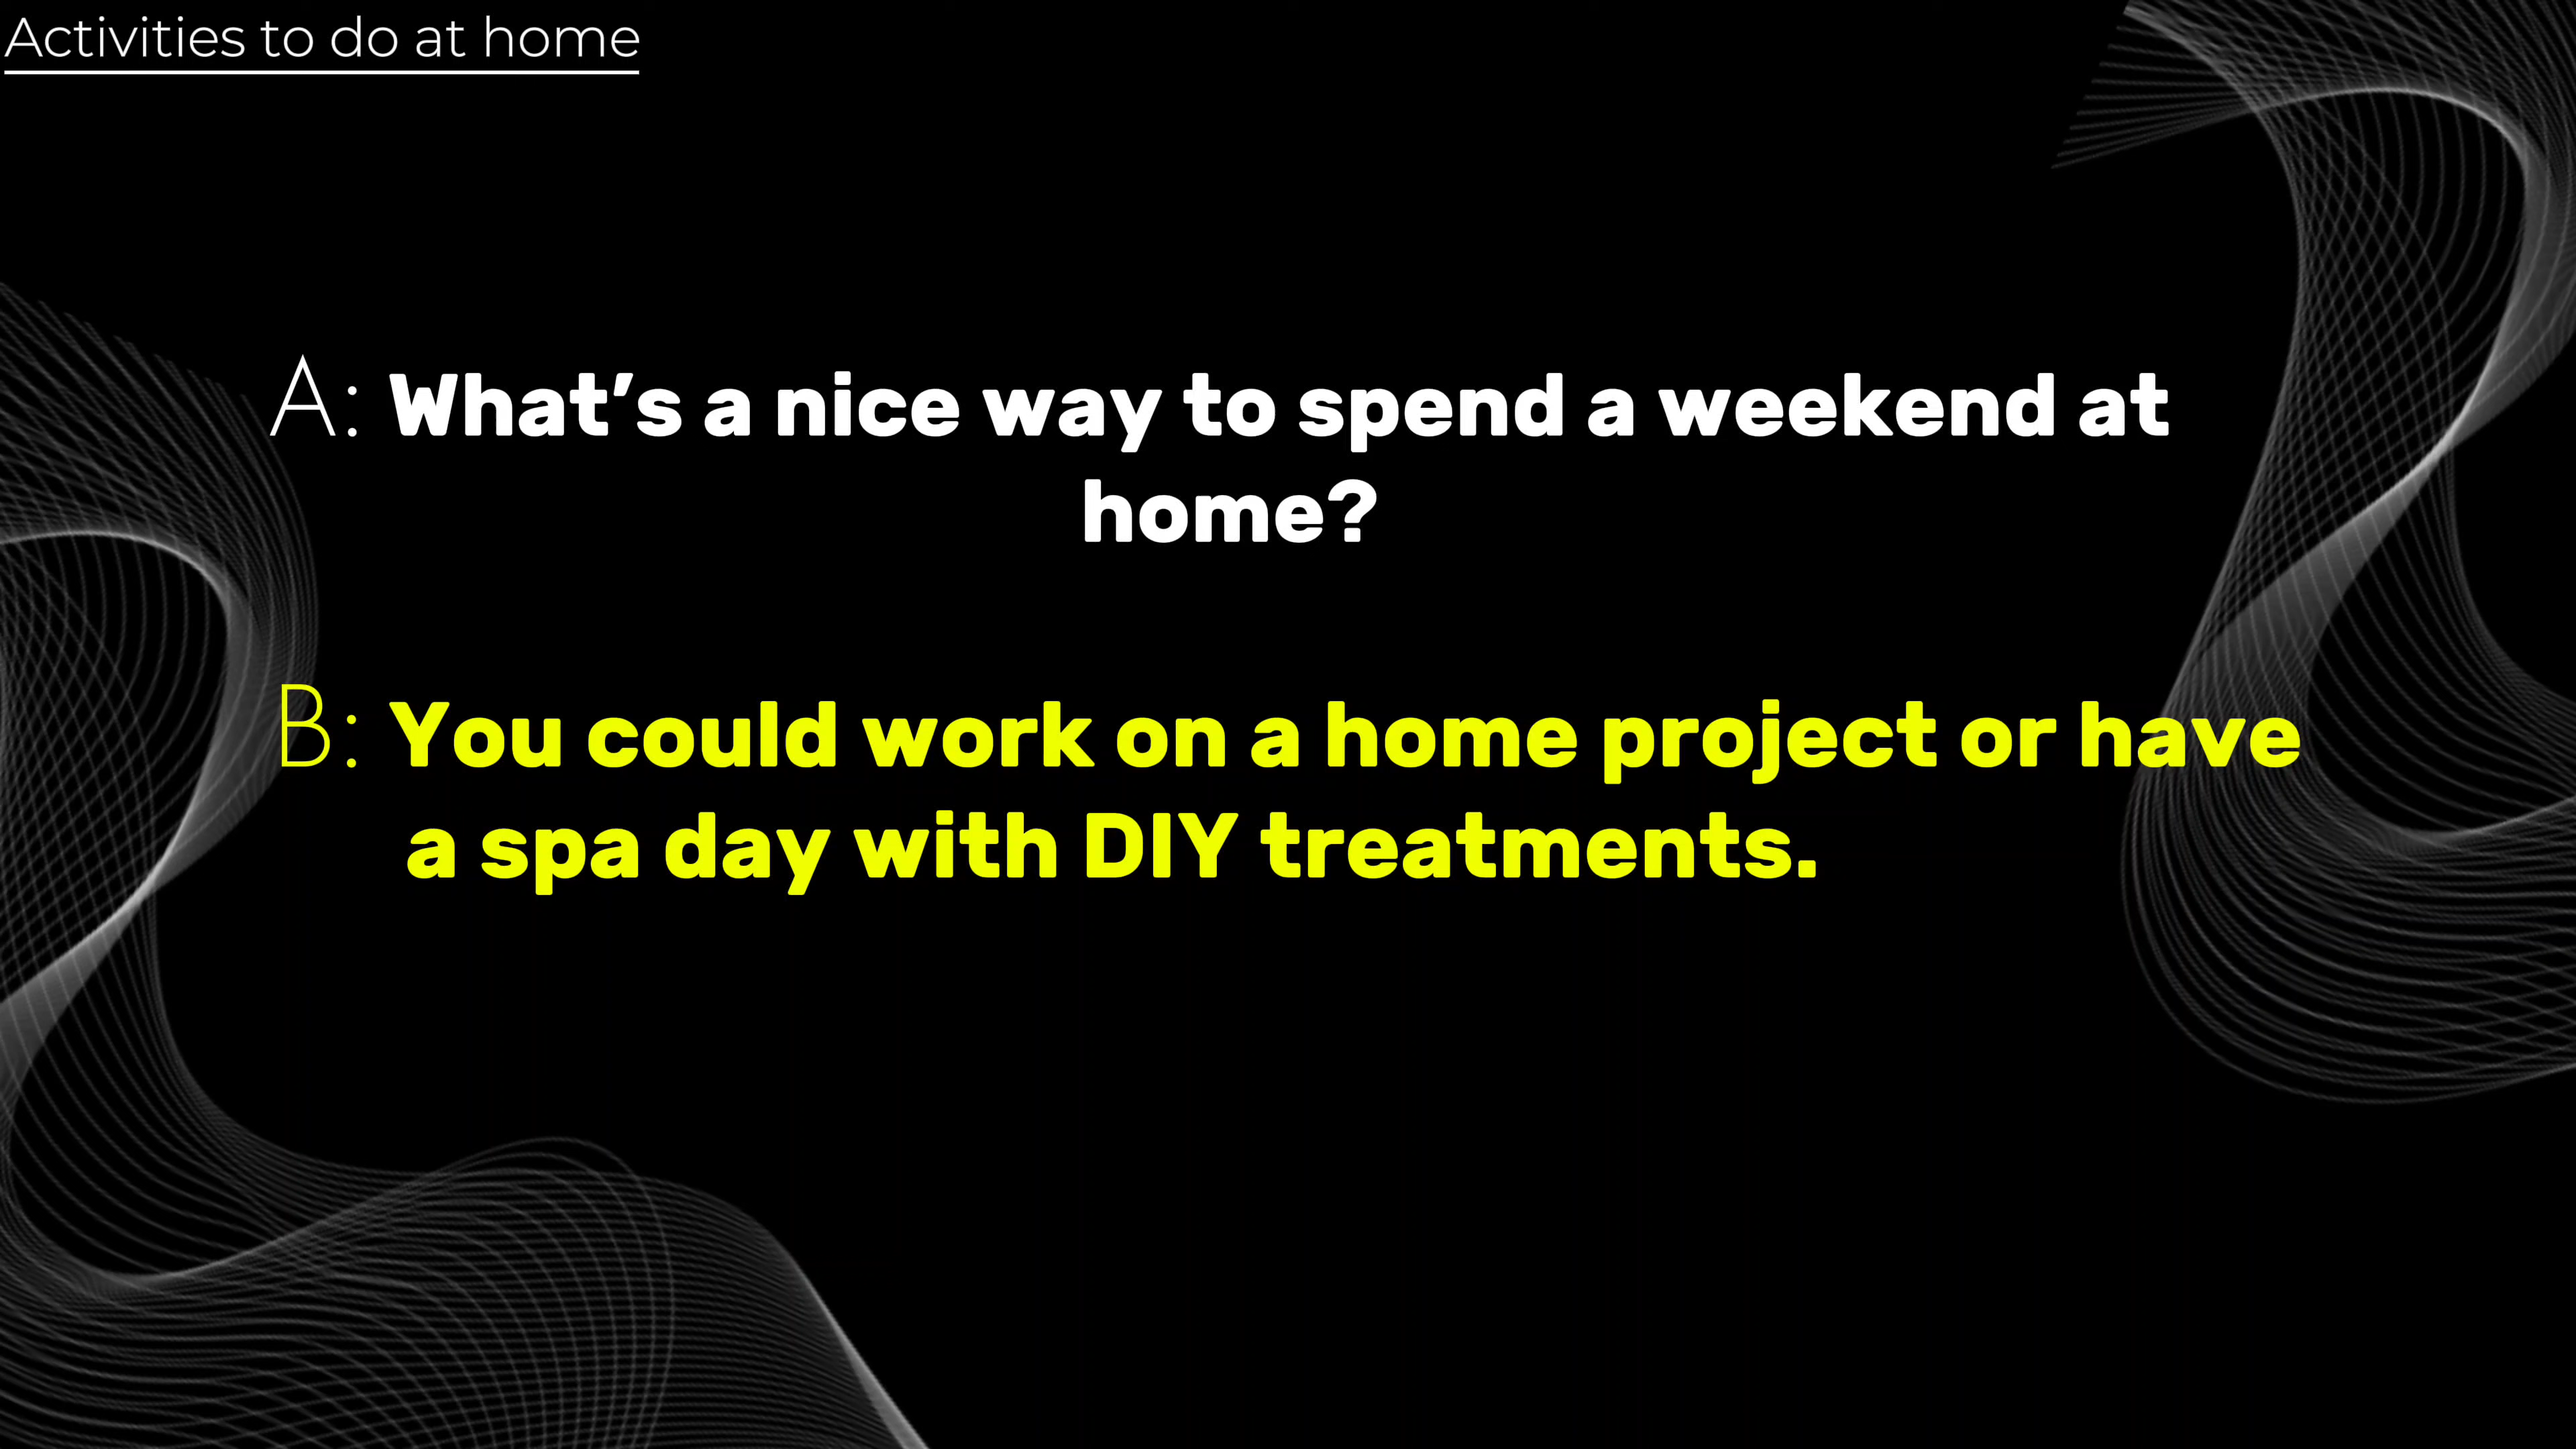 Activities to do at home
A: What’s a nice way to spend a weekend at
home?
B: You could work on a home project or have
a spa day with DIY treatments.